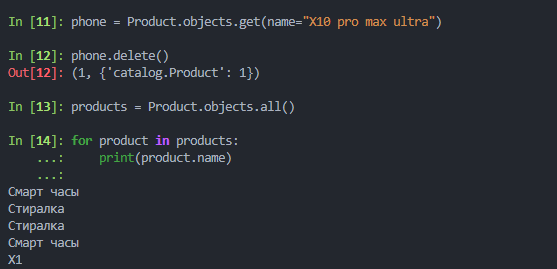 In [11]: phone = Product.objects.get(name="X10 pro max ultra")
In [12]: phone.delete()
Out[12]: (1, {'catalog.Product': 1})
In [13]: products = Product.objects.all()
In [14]: for product in products:
...:     print(product.name)
...:
Смарт часы
Стиралка
Стиралка
Смарт часы
X1